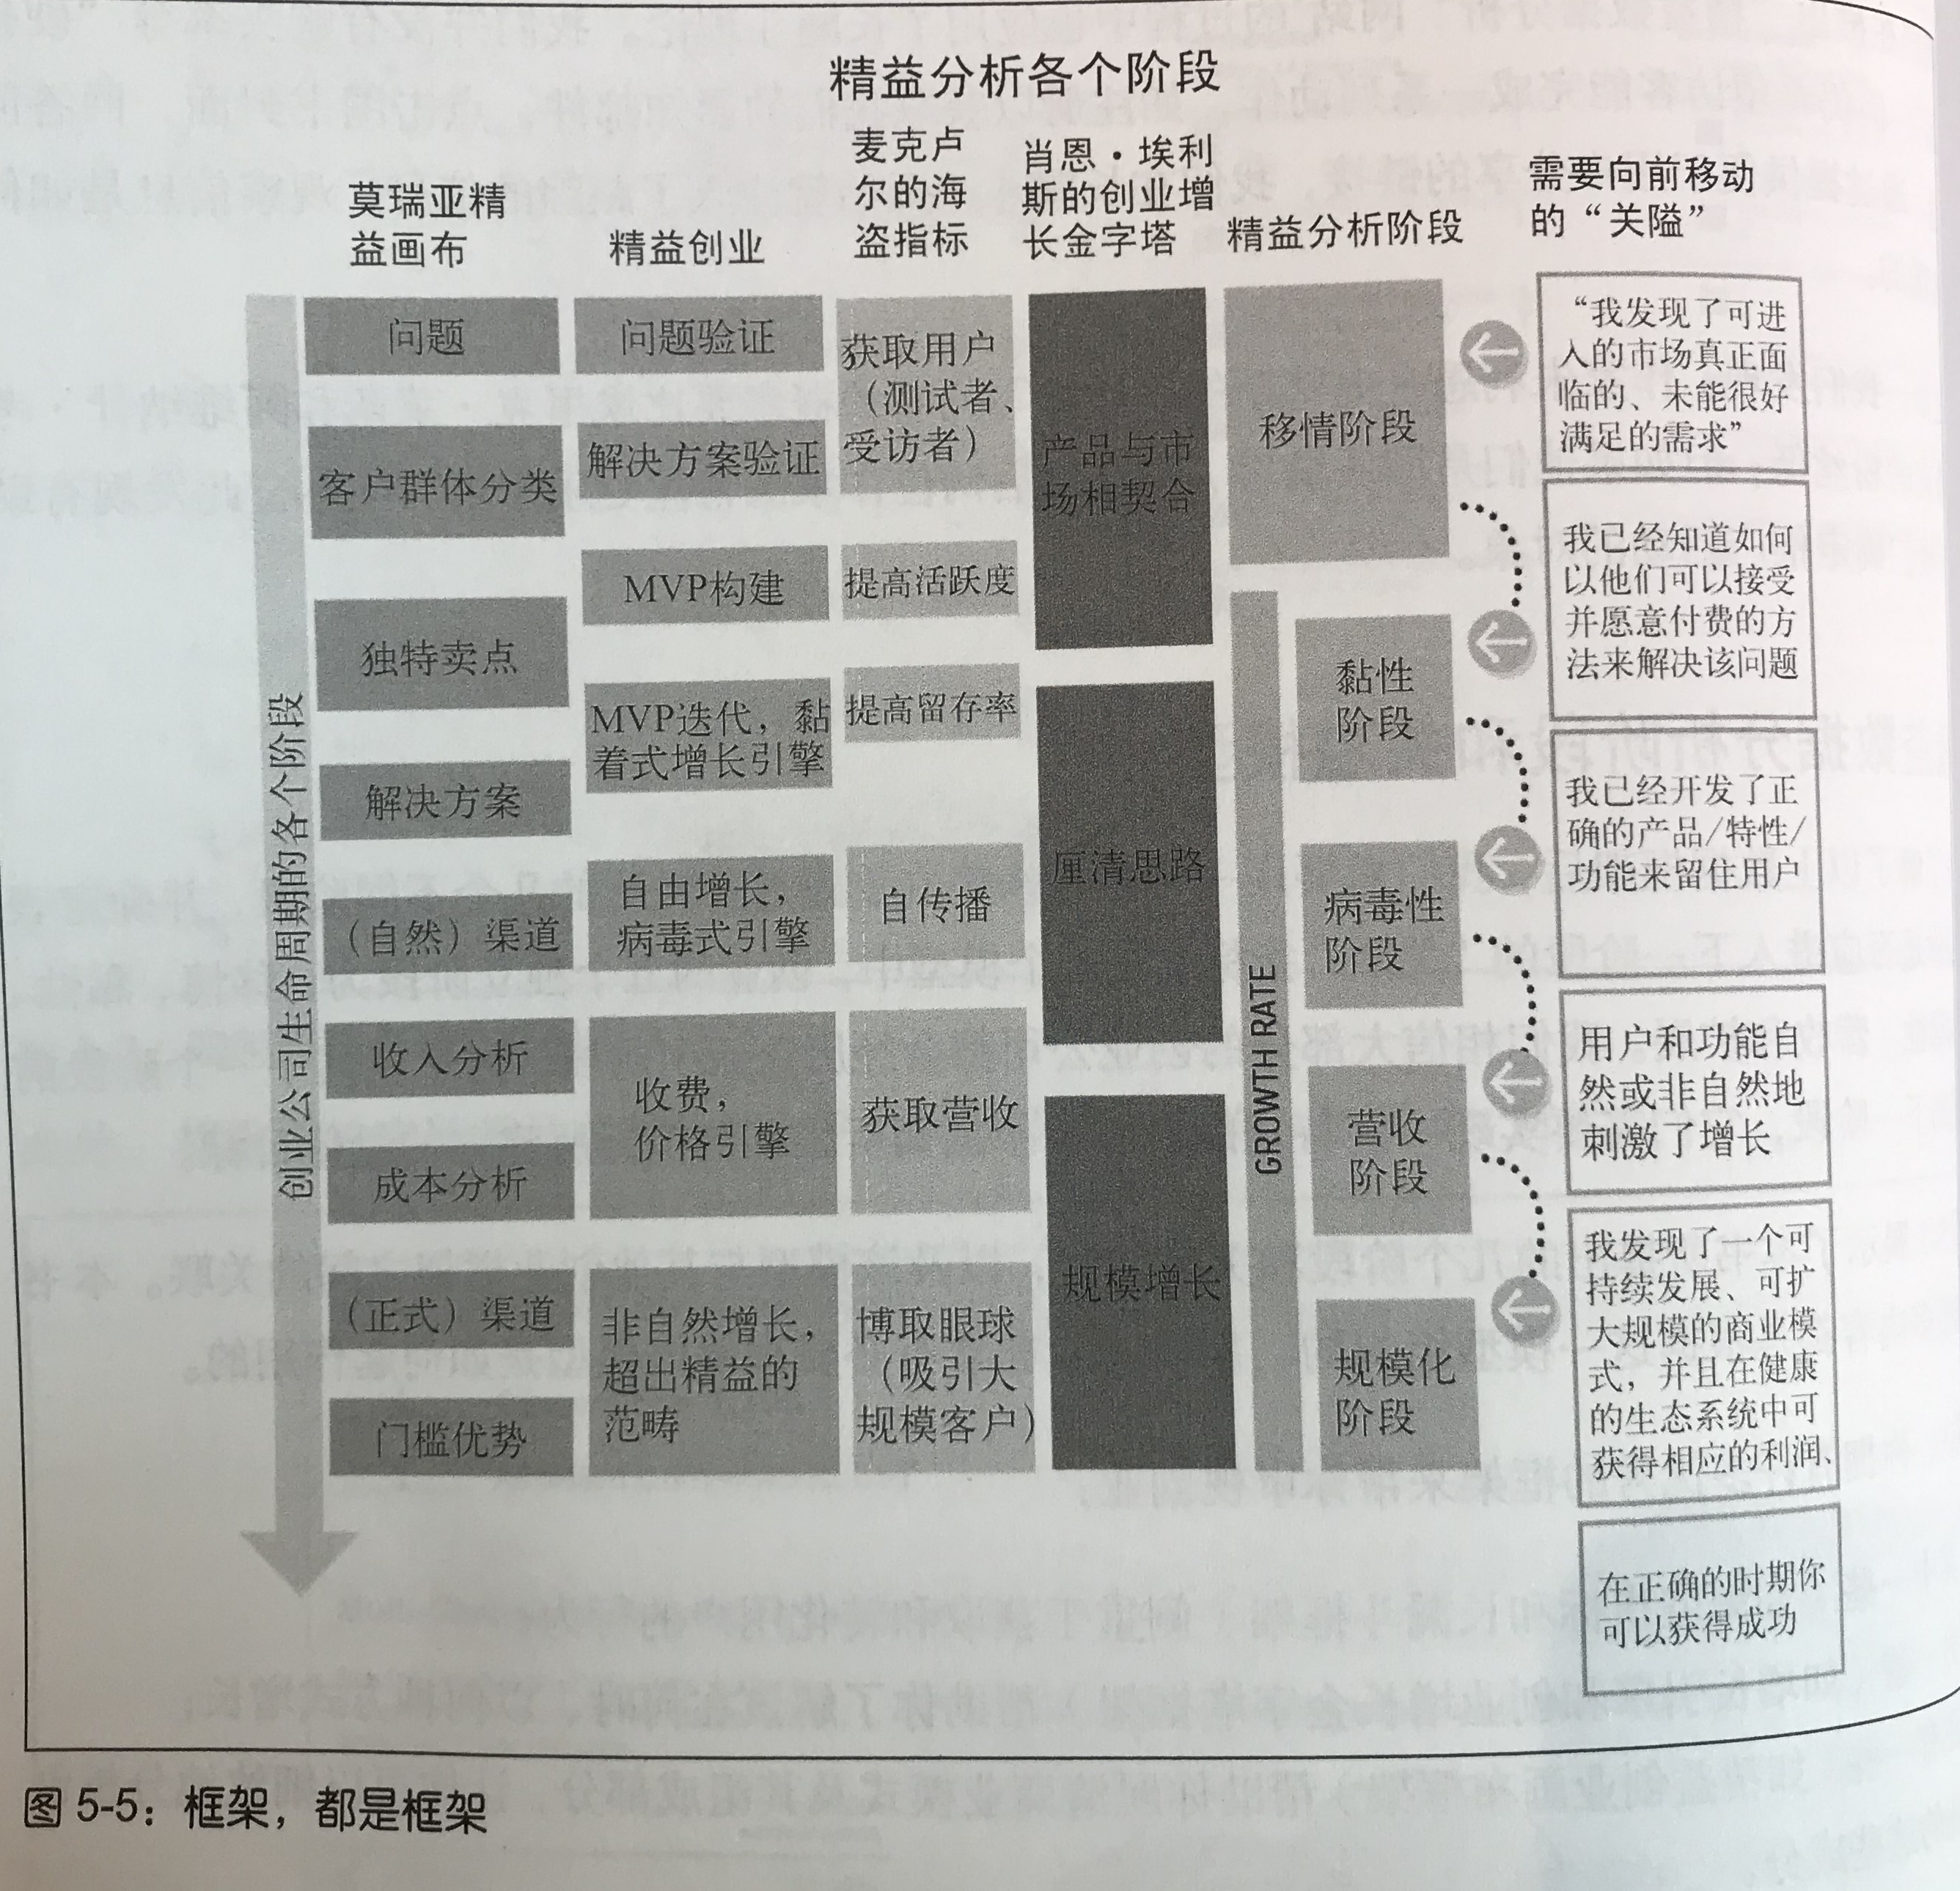 精益分析各个阶段
莫瑞亚精
益画布
精益创业
麦克卢
尔的海
盗指标
肖恩·埃利
斯的创业增
长金字塔
精益分析阶段
需要向前移动
的“关隘”
创业公司生命周期的各个阶段
问题
客户群体分类
独特卖点
解决方案
（自然）渠道
收入分析
成本分析
（正式）渠道
门槛优势
问题验证
解决方案验证
MVP构建
MVP迭代，黏
着式增长引擎
自由增长，
病毒式引擎
收费，
价格引擎
非自然增长，
超出精益的
范畴
获取用户
（测试者、
受访者）
提高活跃度
提高留存率
自传播
获取营收
博取眼球
（吸引大
规模客户）
产品与市
场相契合
厘清思路
规模增长
移情阶段
GROWTH RATE
黏性
阶段
病毒性
阶段
营收
阶段
规模化
阶段
“我发现了可进
入的市场真正面
临的、未能很好
满足的需求”
我已经知道如何
以他们可以接受
并愿意付费的方
法来解决该问题
我已经开发了正
确的产品/特性/
功能来留住用户
用户和功能自
然或非自然地
刺激了增长
我发现了一个可
持续发展、可扩
大规模的商业模
式，并且在健康
的生态系统中可
获得相应的利润、
在正确的时期你
可以获得成功
图 5-5：框架，都是框架